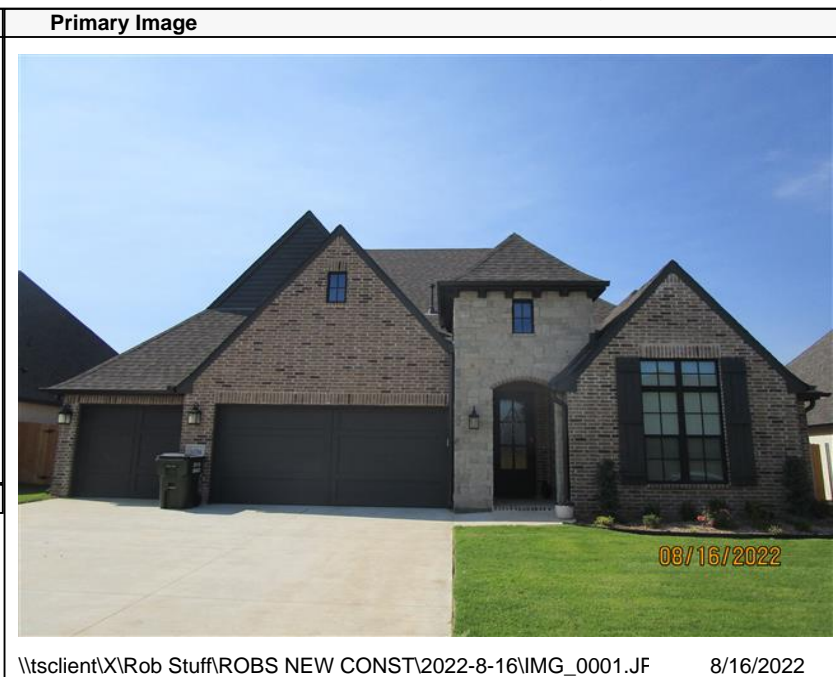 Primary Image
08/16/2022
\\tsclient\X\Rob Stuff\ROBS NEW CONST\2022-8-16\IMG_0001.JF 8/16/2022